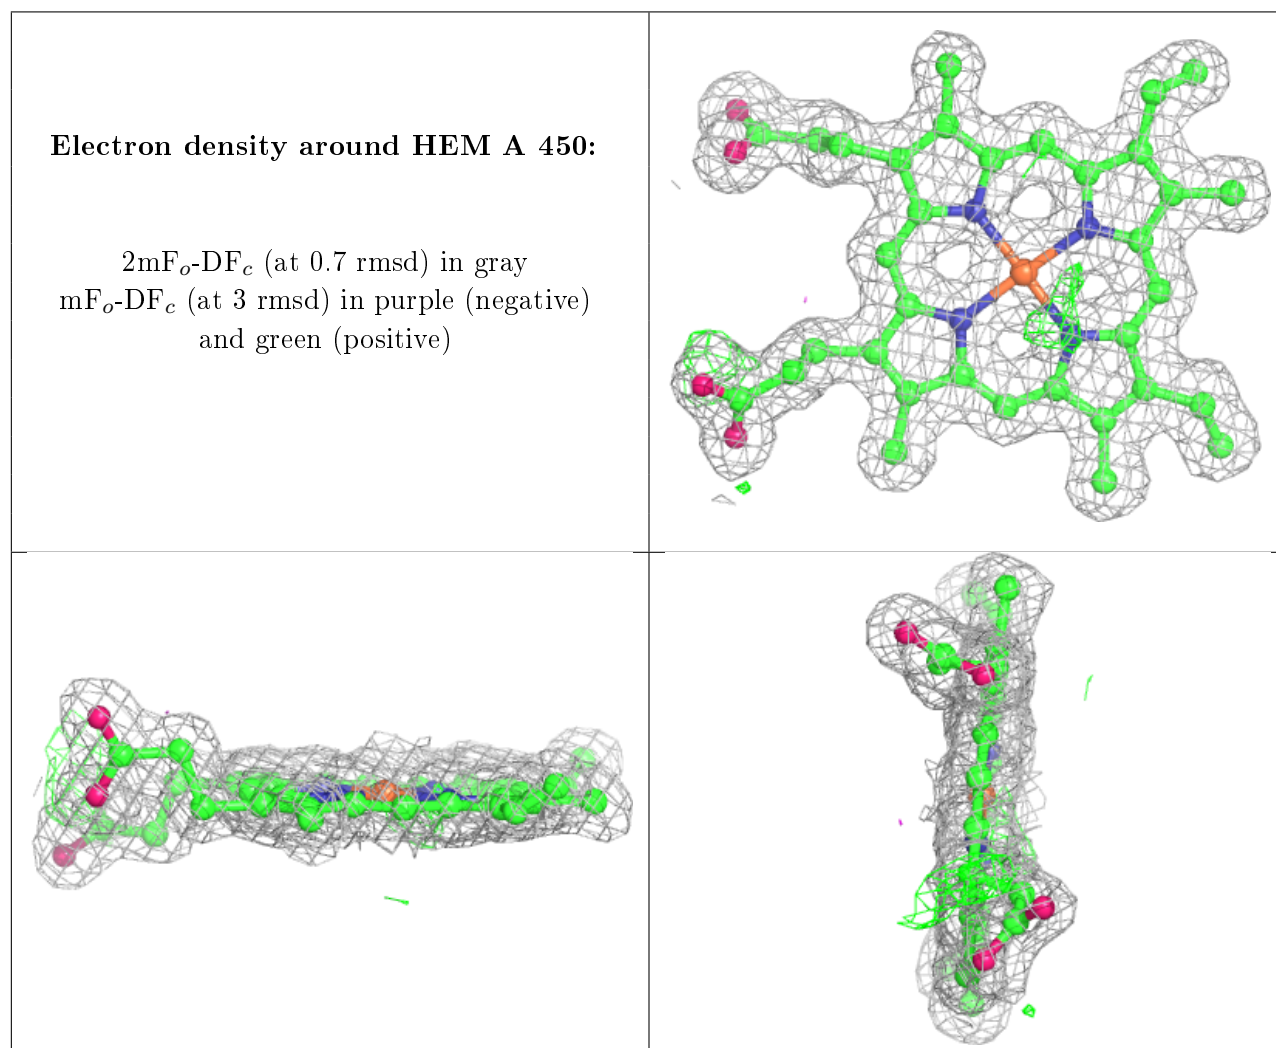 Electron density around HEM A 450:
2mFₒ-DF𝒸 (at 0.7 rmsd) in gray
mFₒ-DF𝒸 (at 3 rmsd) in purple (negative)
and green (positive)